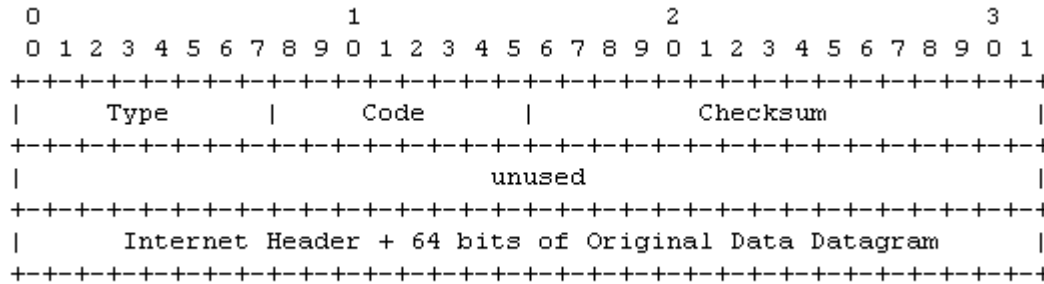 0                   1                   2                   3
0 1 2 3 4 5 6 7 8 9 0 1 2 3 4 5 6 7 8 9 0 1 2 3 4 5 6 7 8 9 0 1
+-+-+-+-+-+-+-+-+-+-+-+-+-+-+-+-+-+-+-+-+-+-+-+-+-+-+-+-+-+-+-+-+
|     Type      |     Code      |          Checksum             |
+-+-+-+-+-+-+-+-+-+-+-+-+-+-+-+-+-+-+-+-+-+-+-+-+-+-+-+-+-+-+-+-+
|                             unused                            |
+-+-+-+-+-+-+-+-+-+-+-+-+-+-+-+-+-+-+-+-+-+-+-+-+-+-+-+-+-+-+-+-+
|      Internet Header + 64 bits of Original Data Datagram      |
+-+-+-+-+-+-+-+-+-+-+-+-+-+-+-+-+-+-+-+-+-+-+-+-+-+-+-+-+-+-+-+-+